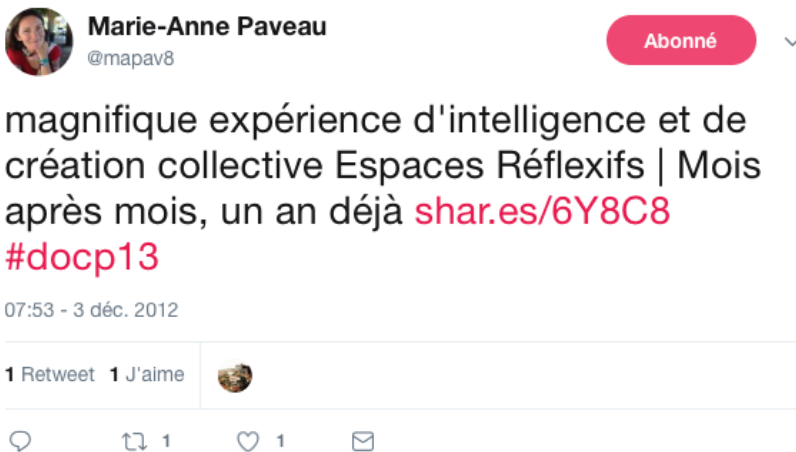 Marie-Anne Paveau
@mapav8
Abonné
magnifique expérience d'intelligence et de
création collective Espaces Réflexifs | Mois
après mois, un an déjà shar.es/6Y8C8
#docp13
07:53 - 3 déc. 2012
1 Retweet 1 J'aime
1 1